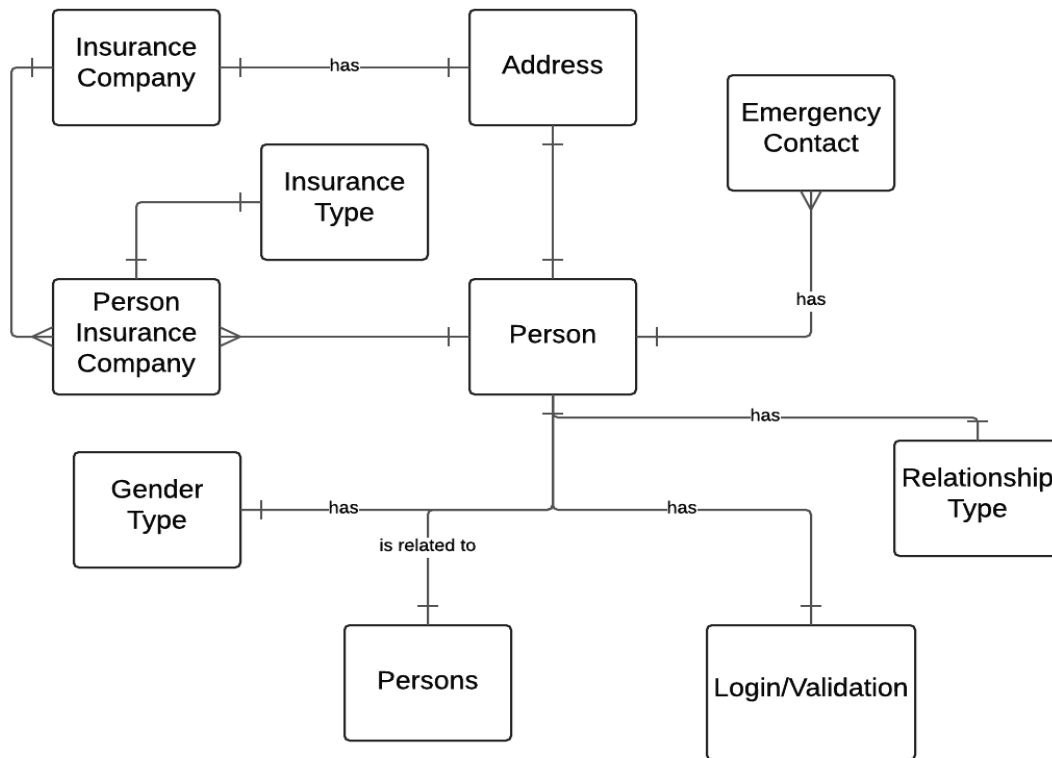 Insurance
Company
has
Address
Emergency
Contact
Insurance
Type
has
Person
Insurance
Company
Person
has
Relationship
Type
Gender
Type
has
has
is related to
Persons
Login/Validation